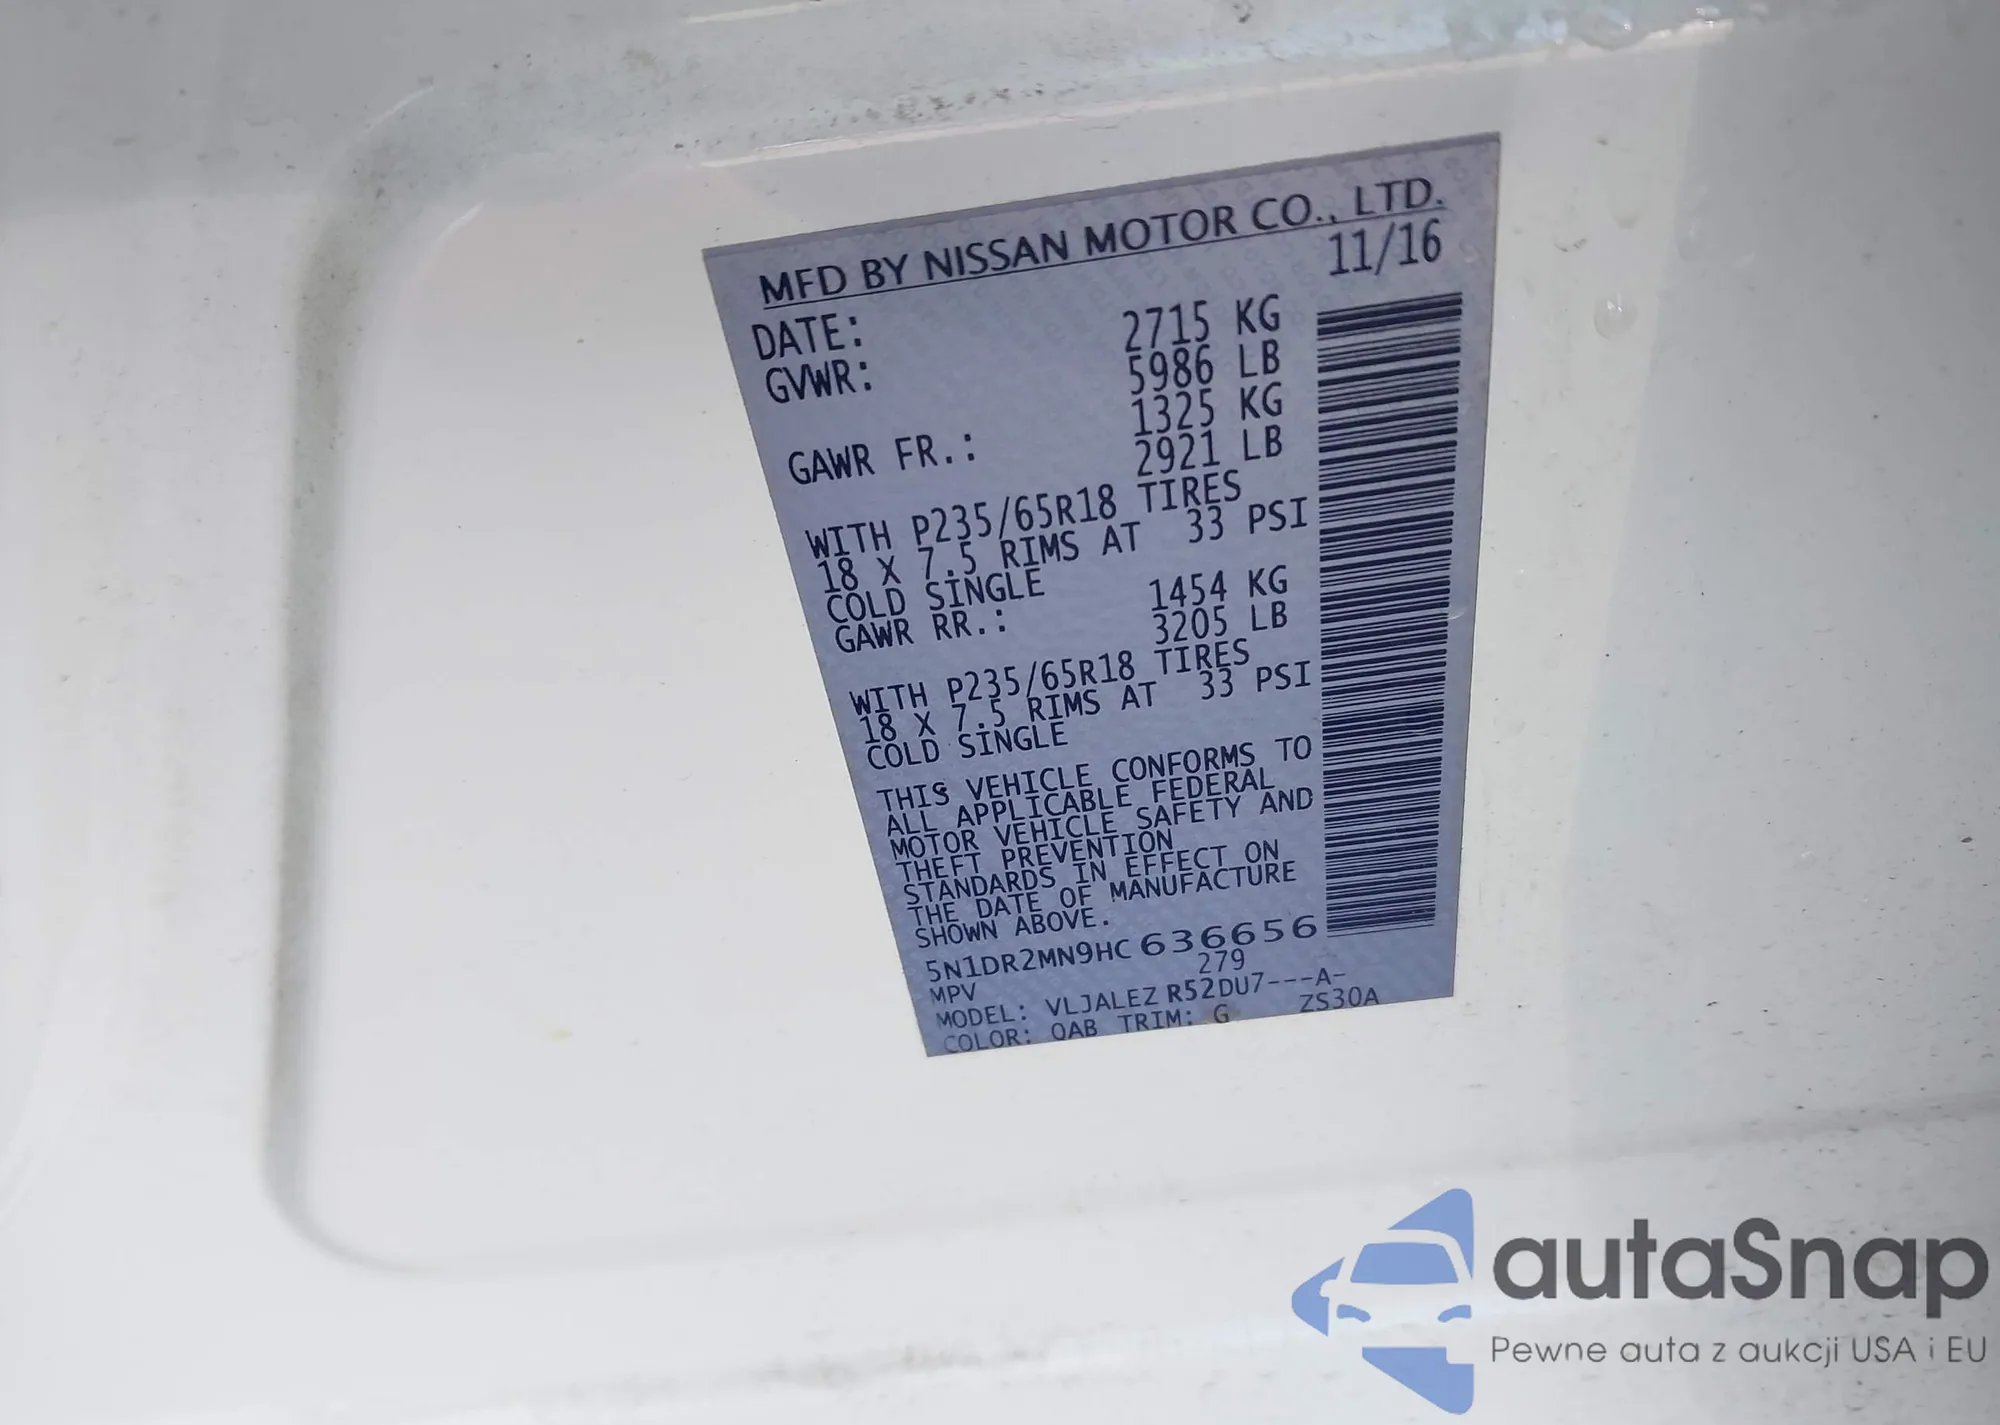 MFD BY NISSAN MOTOR CO., LTD.
DATE: 11/16
GVWR: 2715 KG
5986 LB
GAWR FR.: 1325 KG
2921 LB
WITH P235/65R18 TIRES
18 X 7.5 RIMS AT 33 PSI
COLD SINGLE
GAWR RR.: 1454 KG
3205 LB
WITH P235/65R18 TIRES
18 X 7.5 RIMS AT 33 PSI
COLD SINGLE
THIS VEHICLE CONFORMS TO
ALL APPLICABLE FEDERAL
MOTOR VEHICLE SAFETY AND
THEFT PREVENTION
STANDARDS IN EFFECT ON
THE DATE OF MANUFACTURE
SHOWN ABOVE.
5N1DR2MN9HC636656
MPV 279
MODEL: VLJALEZ R52DU7---A-
COLOR: QAB TRIM: G ZS30A
autaSnap
Pewne auta z aukcji USA i EU